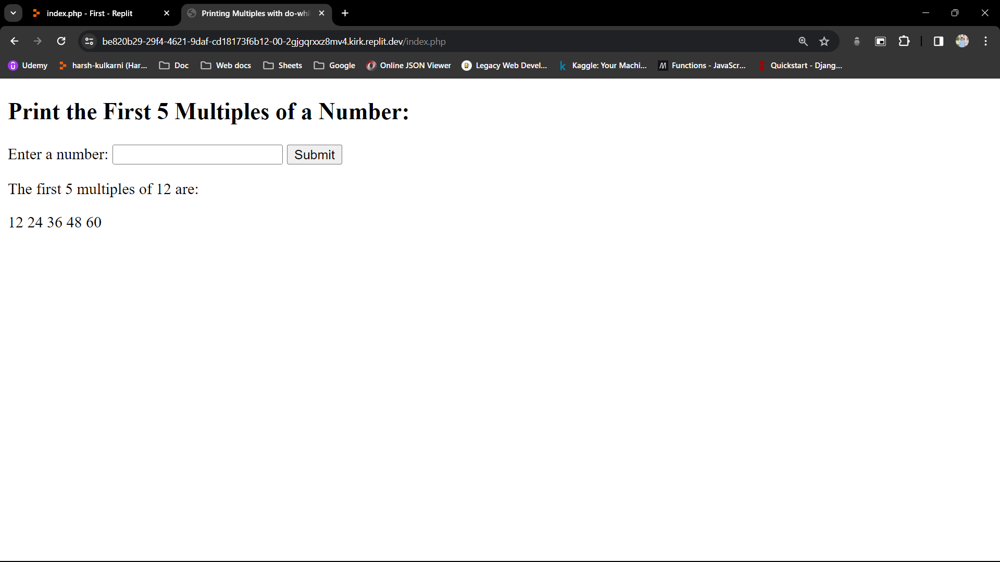 index.php - First - Replit
Printing Multiples with do-whi
be820b29-29f4-4621-9daf-cd18173f6b12-00-2gjgqrxxz8mv4.kirk.replit.dev/index.php
Udemy harsh-kulkarni (Har... Doc Web docs Sheets Google Online JSON Viewer Legacy Web Devel... Kaggle: Your Machi... Functions - JavaScr... Quickstart - Djang...
Print the First 5 Multiples of a Number:
Enter a number: Submit
The first 5 multiples of 12 are:
12 24 36 48 60